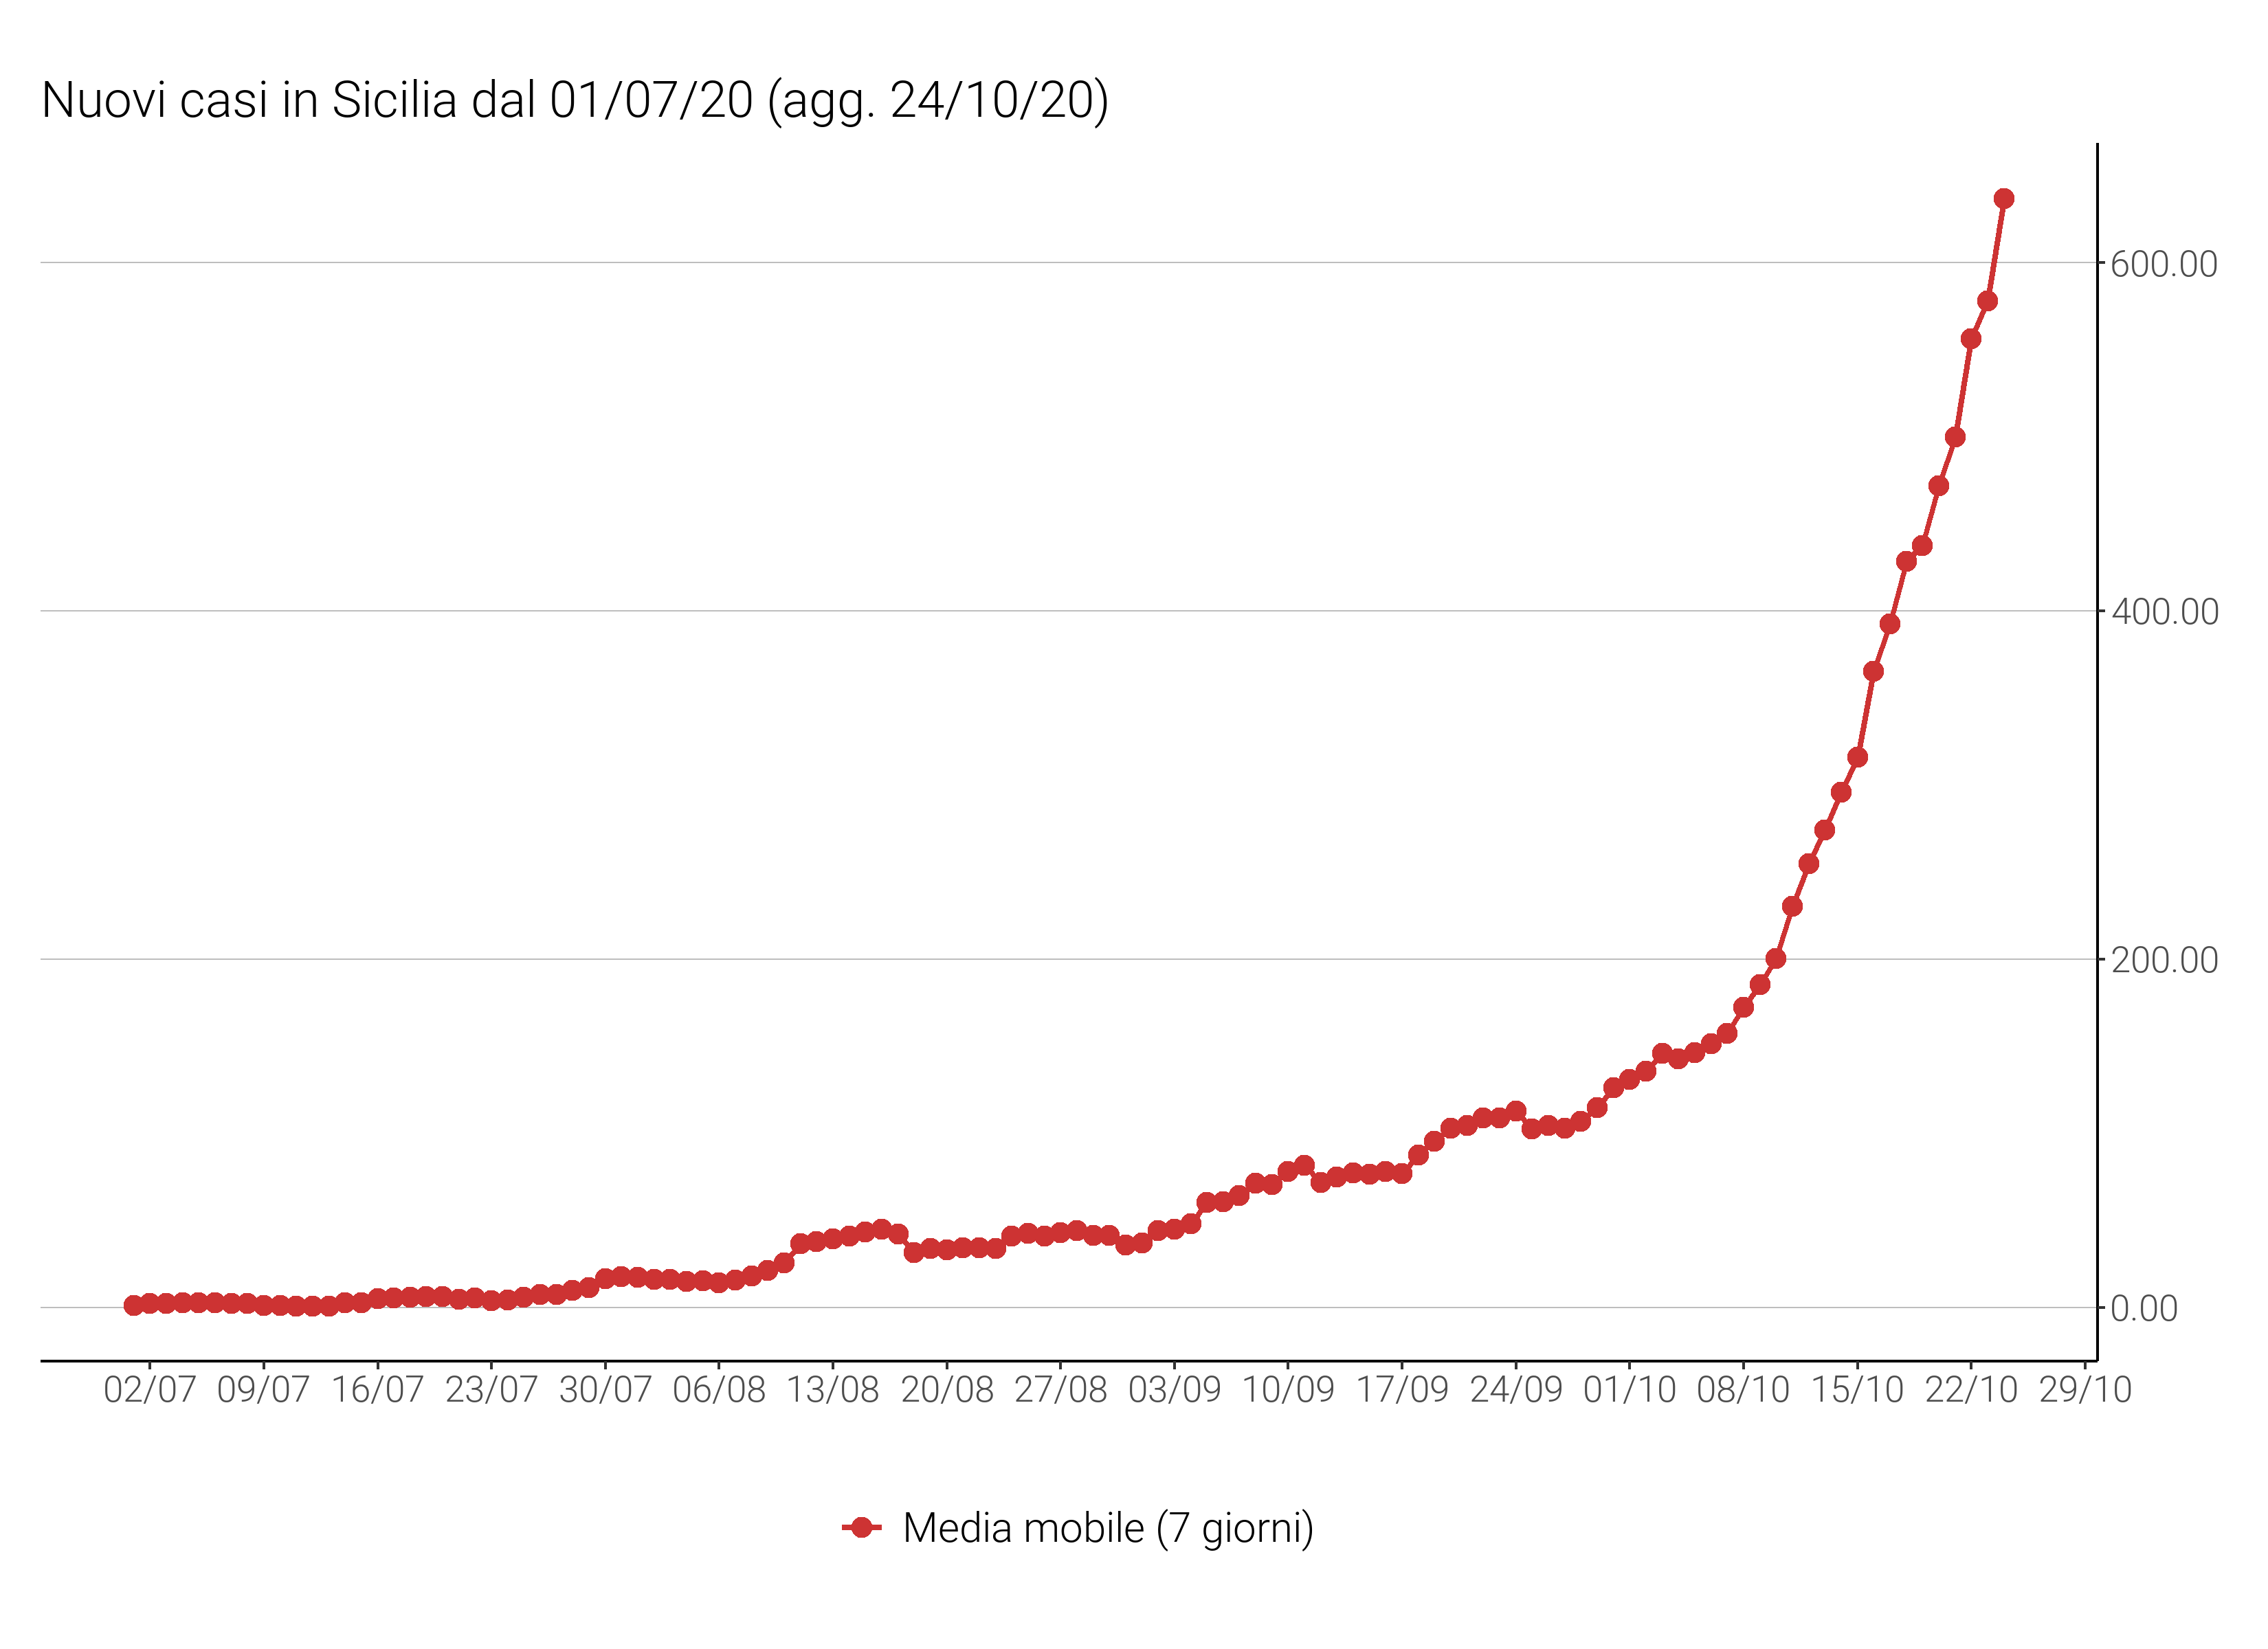 Nuovi casi in Sicilia dal 01/07/20 (agg. 24/10/20)
600.00
400.00
200.00
0.00
02/07 09/07 16/07 23/07 30/07 06/08 13/08 20/08 27/08 03/09 10/09 17/09 24/09 01/10 08/10 15/10 22/10 29/10
Media mobile (7 giorni)